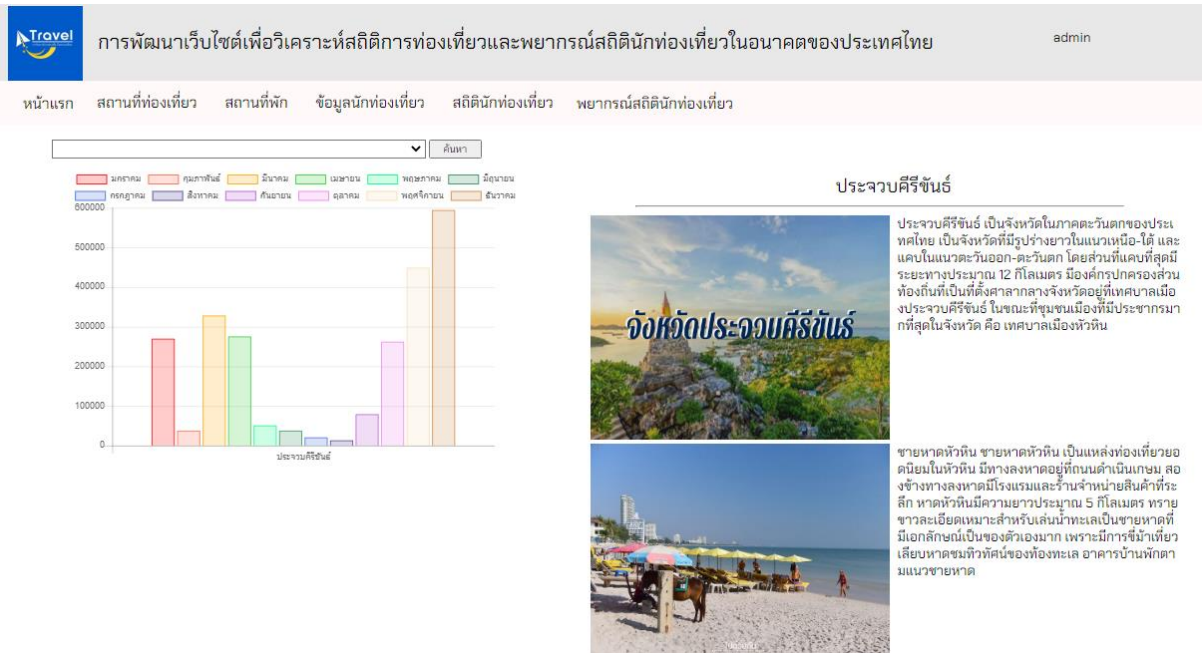 Travel
การพัฒนาเว็บไซต์เพื่อวิเคราะห์สถิติการท่องเที่ยวและพยากรณ์สถิตินักท่องเที่ยวในอนาคตของประเทศไทย
admin
หน้าแรก สถานที่ท่องเที่ยว สถานที่พัก ข้อมูลนักท่องเที่ยว สถิตินักท่องเที่ยว พยากรณ์สถิตินักท่องเที่ยว
ค้นหา
มกราคม กุมภาพันธ์ มีนาคม เมษายน พฤษภาคม มิถุนายน
กรกฎาคม สิงหาคม กันยายน ตุลาคม พฤศจิกายน ธันวาคม
600000
500000
400000
300000
200000
100000
0
ประจวบคีรีขันธ์
ประจวบคีรีขันธ์
จังหวัดประจวบคีรีขันธ์
ประจวบคีรีขันธ์ เป็นจังหวัดในภาคตะวันตกของประเ
ทศไทย เป็นจังหวัดที่มีรูปร่างยาวในแนวเหนือ-ใต้ และ
แคบในแนวตะวันออก-ตะวันตก โดยส่วนที่แคบที่สุดมี
ระยะทางประมาณ 12 กิโลเมตร มีองค์กรปกครองส่วน
ท้องถิ่นที่เป็นที่ตั้งศาลากลางจังหวัดอยู่ที่เทศบาลเมือ
งประจวบคีรีขันธ์ ในขณะที่ชุมชนเมืองที่มีประชากรมา
กที่สุดในจังหวัด คือ เทศบาลเมืองหัวหิน
ชายหาดหัวหิน ชายหาดหัวหิน เป็นแหล่งท่องเที่ยวยอ
ดนิยมในหัวหิน มีทางลงหาดอยู่ที่ถนนดำเนินเกษม สอ
งข้างทางลงหาดมีโรงแรมและร้านจำหน่ายสินค้าที่ระ
ลึก หาดหัวหินมีความยาวประมาณ 5 กิโลเมตร ทราย
ขาวละเอียดเหมาะสำหรับเล่นน้ำทะเลเป็นชายหาดที่
มีเอกลักษณ์เป็นของตัวเองมาก เพราะมีการขี่ม้าเที่ยว
เลียบหาดชมทิวทัศน์ของท้องทะเล อาคารบ้านพักตา
มแนวชายหาด